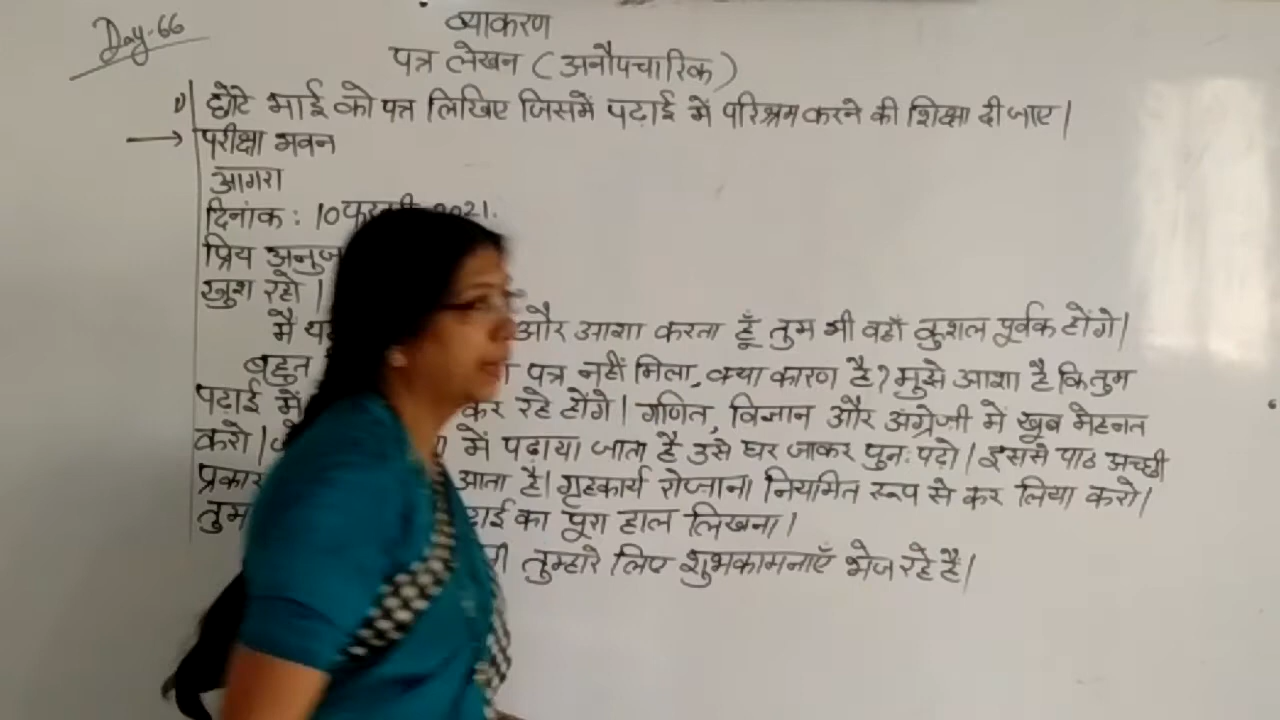 Day-66
व्याकरण
पत्र लेखन (अनौपचारिक)
1) छोटे भाई को पत्र लिखिए जिसमें पढ़ाई में परिश्रम करने की शिक्षा दी जाए।
→ परीक्षा भवन
आगरा
दिनांक : 10 2021.
प्रिय अनुज
खुश रहो।
मैं और आशा करता हूँ तुम भी वहाँ कुशल पूर्वक होंगे।
बहुत पत्र नहीं मिला, क्या कारण है? मुझे आशा है कि तुम
पढ़ाई में कर रहे होंगे। गणित, विज्ञान और अंग्रेजी में खूब मेहनत
करो। में पढ़ाया जाता है उसे घर जाकर पुनः पढ़ो। इससे पाठ अच्छी
प्रकार आता है। गृहकार्य रोज़ाना नियमित रूप से कर लिया करो।
तुम का पूरा हाल लिखना।
तुम्हारे लिए शुभकामनाएँ भेज रहे हैं।